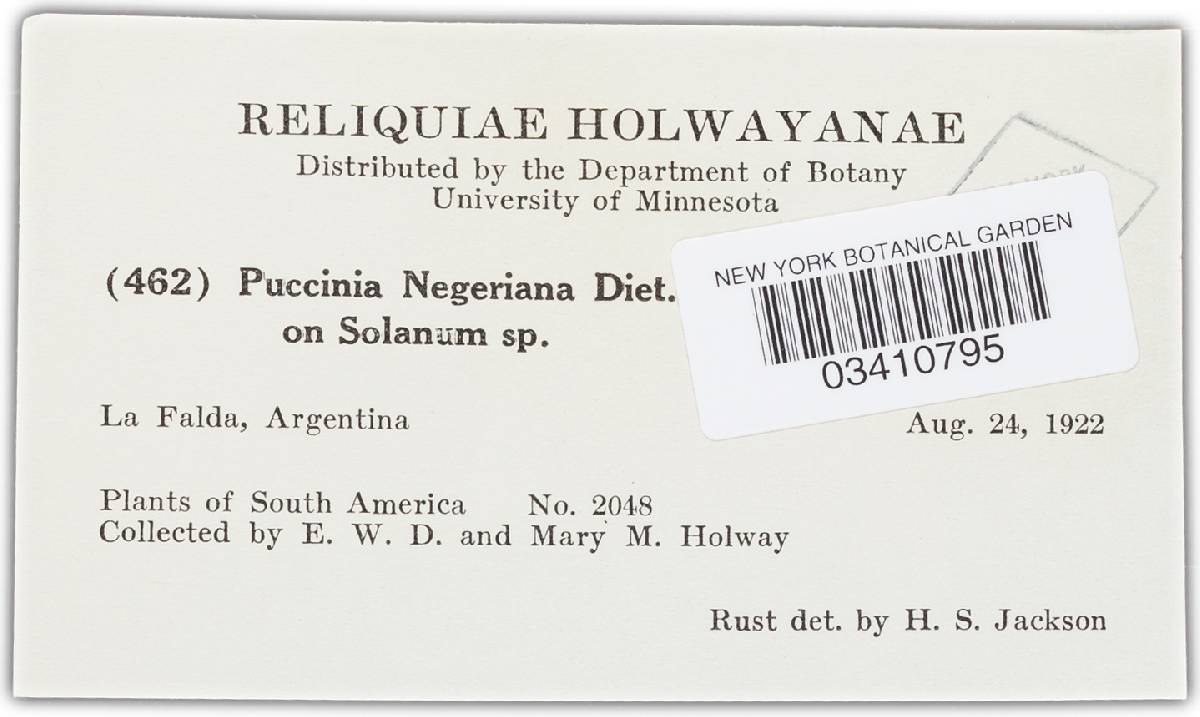 RELIQUIAE HOLWAYANAE
Distributed by the Department of Botany
University of Minnesota
(462) Puccinia Negeriana Diet.
on Solanum sp.
NEW YORK BOTANICAL GARDEN
03410795
La Falda, Argentina
Aug. 24, 1922
Plants of South America No. 2048
Collected by E. W. D. and Mary M. Holway
Rust det. by H. S. Jackson